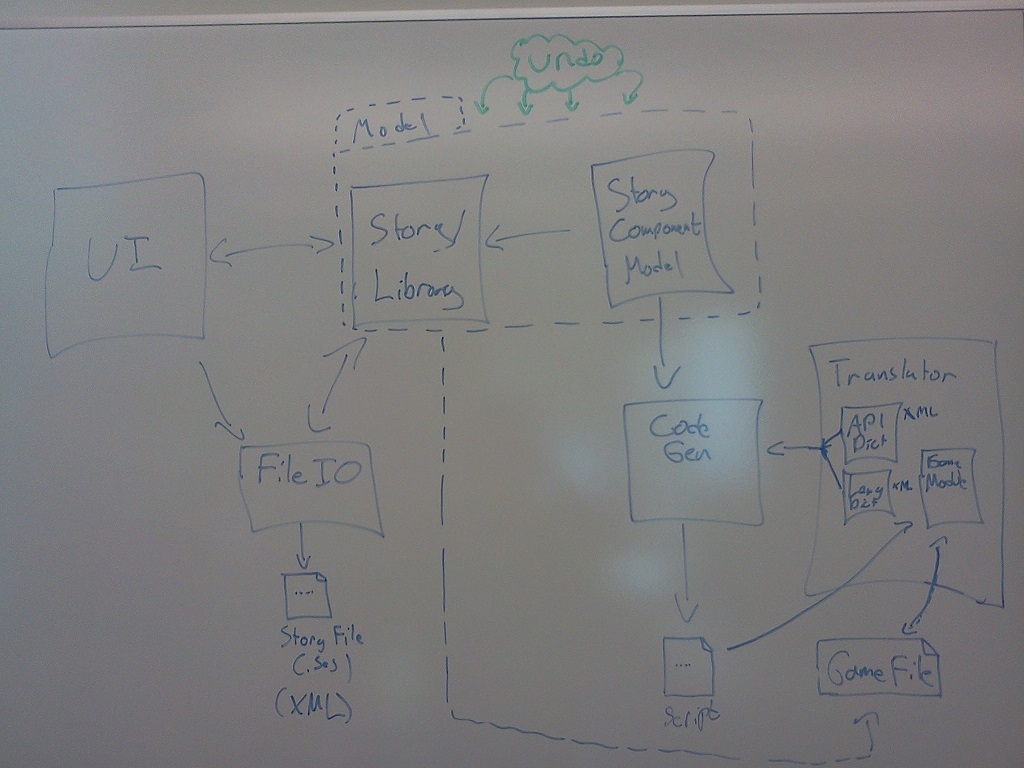 Undo
Model
UI
Story/
Library
Story
Component
Model
Translator
API
Dict
XML
Code
Gen
Game
Module
Lang
XML
File IO
Story File
(.ses)
(XML)
Script
Game File